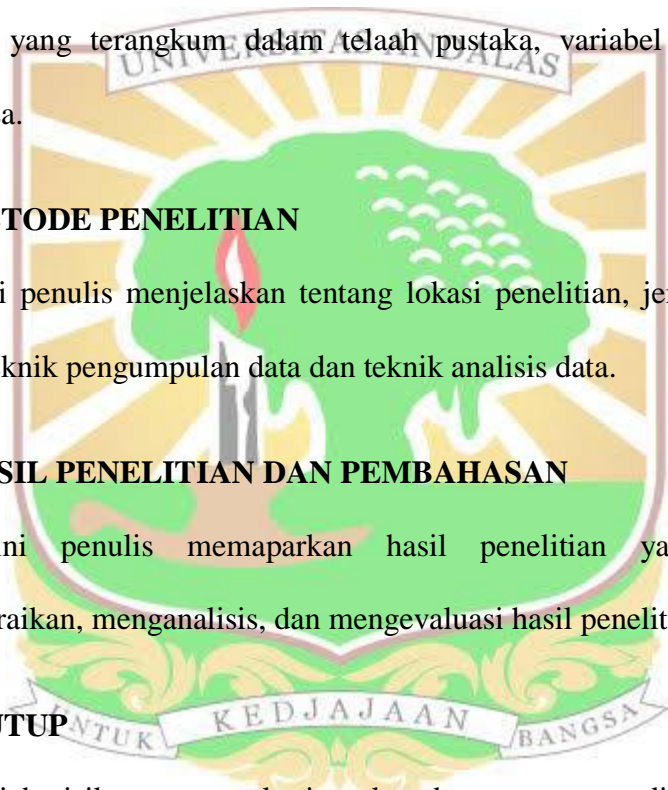 yang terangkum dalam telaah pustaka, variabel
UNIVERSITAS ANDALAS
a.
TODE PENELITIAN
i penulis menjelaskan tentang lokasi penelitian, je
knik pengumpulan data dan teknik analisis data.
SIL PENELITIAN DAN PEMBAHASAN
ni penulis memaparkan hasil penelitian ya
raikan, menganalisis, dan mengevaluasi hasil penelit
UTUP
UNTUK KEDJAJAAN BANGSA